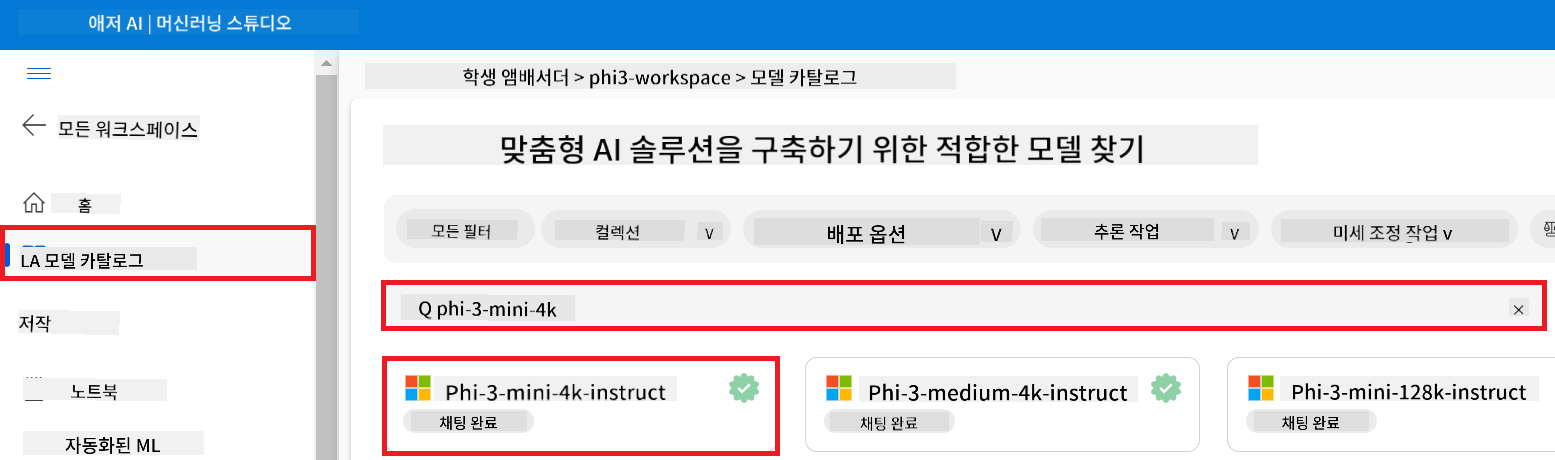 애저 AI | 머신러닝 스튜디오
학생 앰배서더 > phi3-workspace > 모델 카탈로그
모든 워크스페이스
홈
LA 모델 카탈로그
저작
노트북
자동화된 ML
맞춤형 AI 솔루션을 구축하기 위한 적합한 모델 찾기
모든 필터 컬렉션 v 배포 옵션 v 추론 작업 v 미세 조정 작업 v
Q phi-3-mini-4k ×
Phi-3-mini-4k-instruct
채팅 완료
Phi-3-medium-4k-instruct
채팅 완료
Phi-3-mini-128k-instruct
채팅 완료